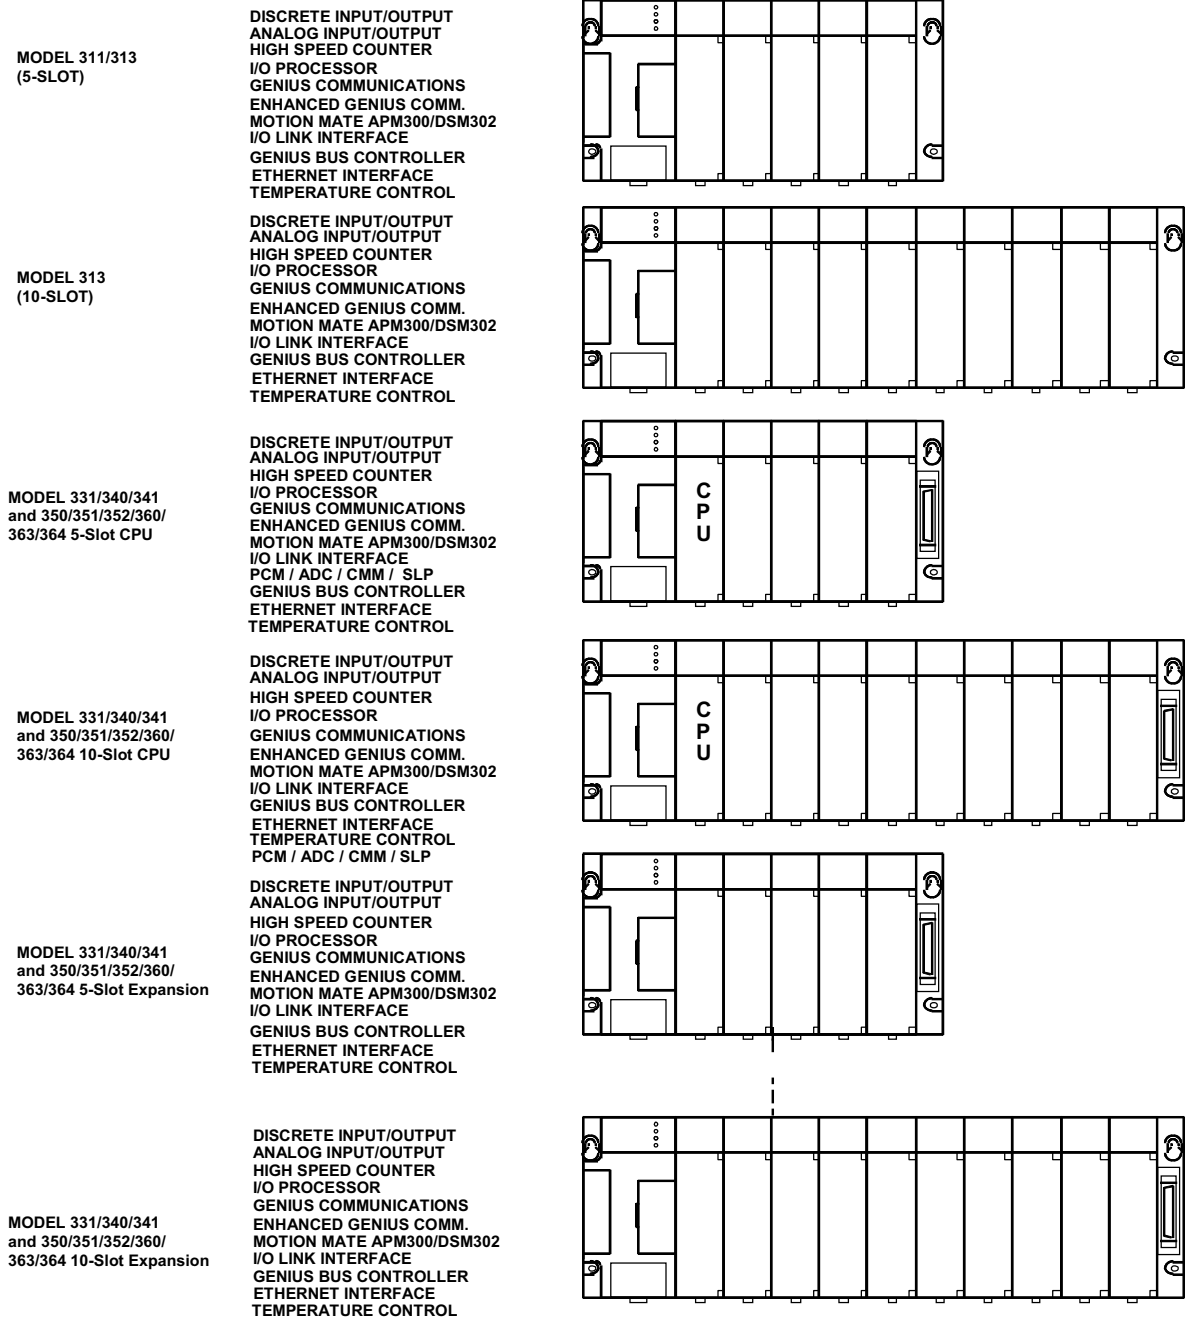 MODEL 311/313
(5-SLOT)
DISCRETE INPUT/OUTPUT
ANALOG INPUT/OUTPUT
HIGH SPEED COUNTER
I/O PROCESSOR
GENIUS COMMUNICATIONS
ENHANCED GENIUS COMM.
MOTION MATE APM300/DSM302
I/O LINK INTERFACE
GENIUS BUS CONTROLLER
ETHERNET INTERFACE
TEMPERATURE CONTROL
MODEL 313
(10-SLOT)
DISCRETE INPUT/OUTPUT
ANALOG INPUT/OUTPUT
HIGH SPEED COUNTER
I/O PROCESSOR
GENIUS COMMUNICATIONS
ENHANCED GENIUS COMM.
MOTION MATE APM300/DSM302
I/O LINK INTERFACE
GENIUS BUS CONTROLLER
ETHERNET INTERFACE
TEMPERATURE CONTROL
MODEL 331/340/341
and 350/351/352/360/
363/364 5-Slot CPU
DISCRETE INPUT/OUTPUT
ANALOG INPUT/OUTPUT
HIGH SPEED COUNTER
I/O PROCESSOR
GENIUS COMMUNICATIONS
ENHANCED GENIUS COMM.
MOTION MATE APM300/DSM302
I/O LINK INTERFACE
PCM / ADC / CMM / SLP
GENIUS BUS CONTROLLER
ETHERNET INTERFACE
TEMPERATURE CONTROL
C
P
U
MODEL 331/340/341
and 350/351/352/360/
363/364 10-Slot CPU
DISCRETE INPUT/OUTPUT
ANALOG INPUT/OUTPUT
HIGH SPEED COUNTER
I/O PROCESSOR
GENIUS COMMUNICATIONS
ENHANCED GENIUS COMM.
MOTION MATE APM300/DSM302
I/O LINK INTERFACE
GENIUS BUS CONTROLLER
ETHERNET INTERFACE
TEMPERATURE CONTROL
PCM / ADC / CMM / SLP
C
P
U
MODEL 331/340/341
and 350/351/352/360/
363/364 5-Slot Expansion
DISCRETE INPUT/OUTPUT
ANALOG INPUT/OUTPUT
HIGH SPEED COUNTER
I/O PROCESSOR
GENIUS COMMUNICATIONS
ENHANCED GENIUS COMM.
MOTION MATE APM300/DSM302
I/O LINK INTERFACE
GENIUS BUS CONTROLLER
ETHERNET INTERFACE
TEMPERATURE CONTROL
MODEL 331/340/341
and 350/351/352/360/
363/364 10-Slot Expansion
DISCRETE INPUT/OUTPUT
ANALOG INPUT/OUTPUT
HIGH SPEED COUNTER
I/O PROCESSOR
GENIUS COMMUNICATIONS
ENHANCED GENIUS COMM.
MOTION MATE APM300/DSM302
I/O LINK INTERFACE
GENIUS BUS CONTROLLER
ETHERNET INTERFACE
TEMPERATURE CONTROL